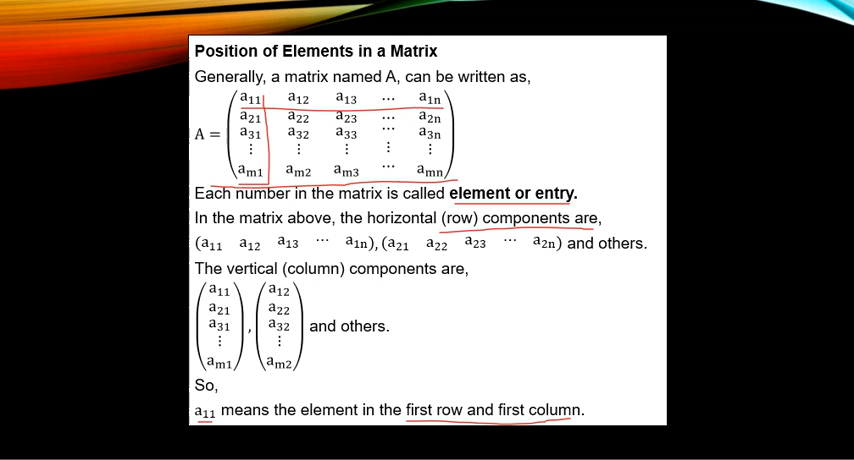 Position of Elements in a Matrix
Generally, a matrix named A, can be written as,
a11 a12 a13 ⋯ a1n
a21 a22 a23 ⋯ a2n
A = a31 a32 a33 ⋯ a3n
⋮ ⋮ ⋮ ⋮ ⋮
am1 am2 am3 ⋯ amn
Each number in the matrix is called element or entry.
In the matrix above, the horizontal (row) components are,
(a11 a12 a13 ⋯ a1n), (a21 a22 a23 ⋯ a2n) and others.
The vertical (column) components are,
a11 a12
a21 a22
a31 , a32 and others.
⋮ ⋮
am1 am2
So,
a11 means the element in the first row and first column.